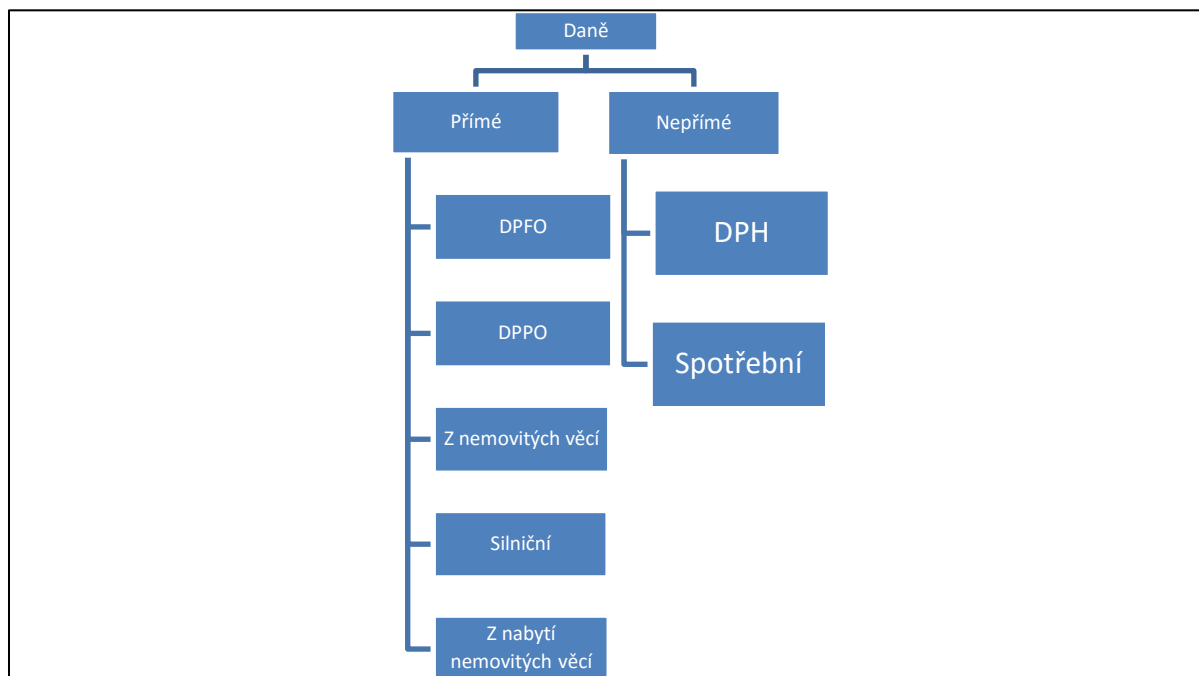 Daně
Přímé
Nepřímé
DPFO
DPH
DPPO
Spotřební
Z nemovitých věcí
Silniční
Z nabytí
nemovitých věcí